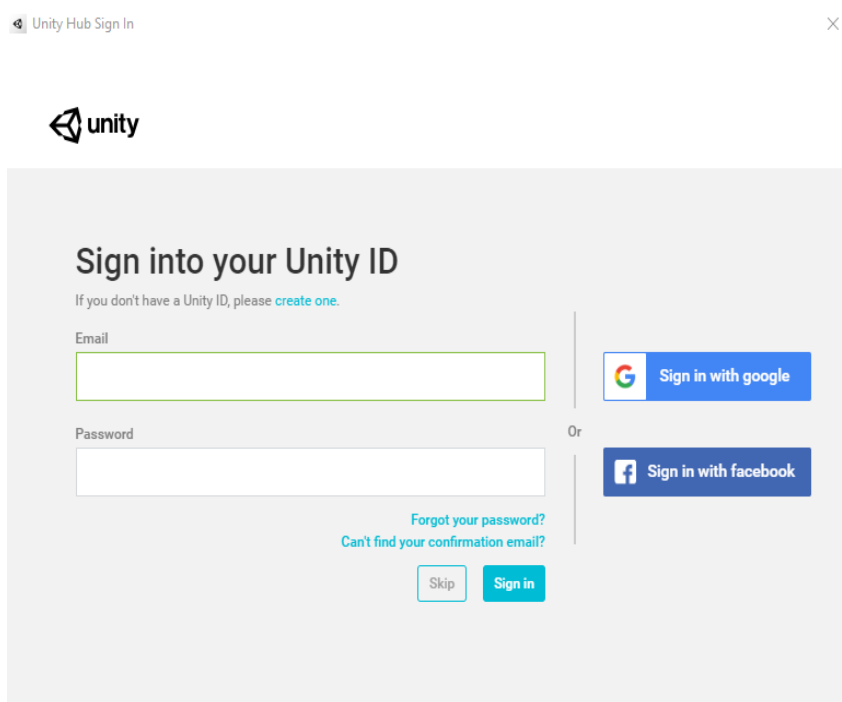 Unity Hub Sign In
unity
Sign into your Unity ID
If you don't have a Unity ID, please create one.
Email
Password
Forgot your password?
Can't find your confirmation email?
Skip
Sign in
Or
Sign in with google
Sign in with facebook